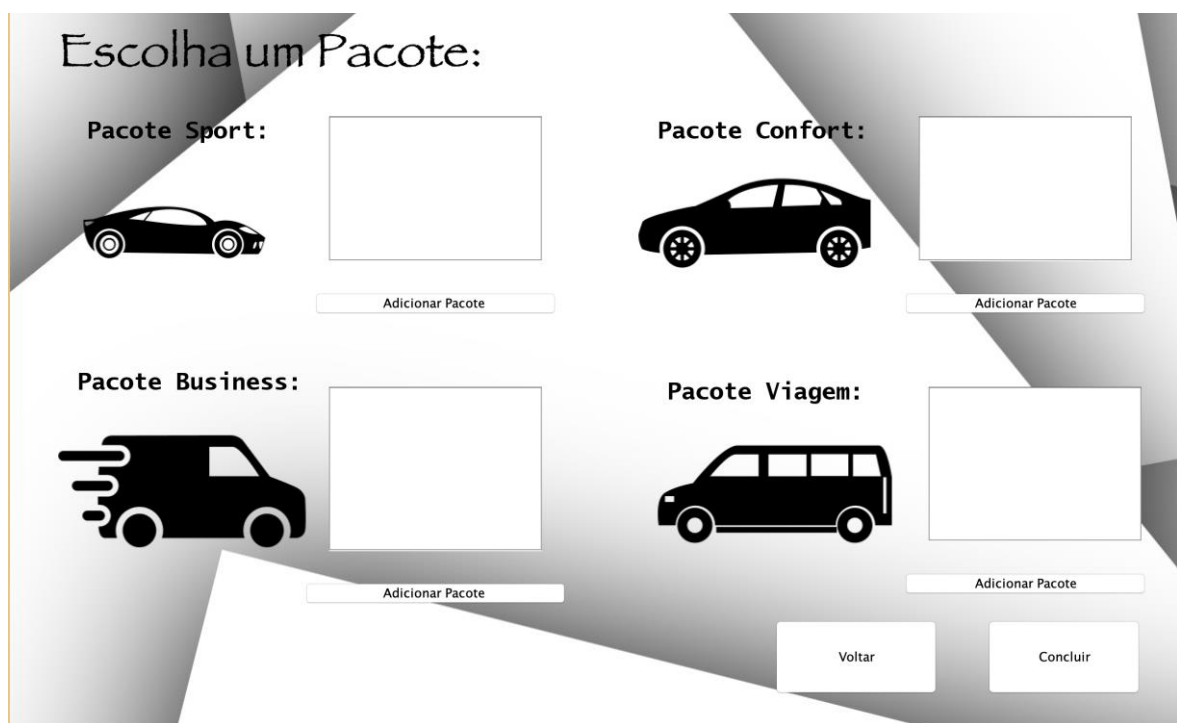 Escolha um Pacote:
Pacote Sport:
Adicionar Pacote
Pacote Confort:
Adicionar Pacote
Pacote Business:
Adicionar Pacote
Pacote Viagem:
Adicionar Pacote
Voltar
Concluir